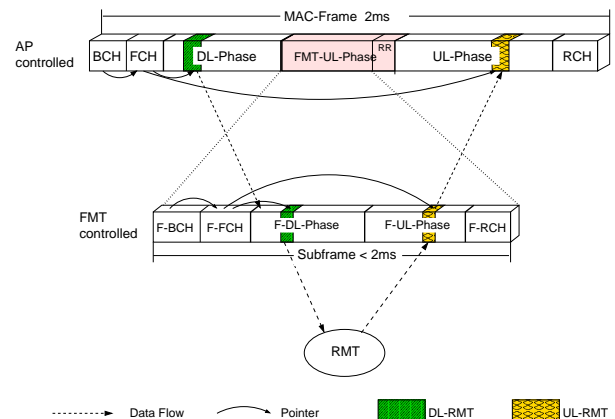 MAC-Frame 2ms
AP
controlled
BCH
FCH
DL-Phase
FMT-UL-Phase
RR
UL-Phase
RCH
FMT
controlled
F-BCH
F-FCH
F-DL-Phase
F-UL-Phase
F-RCH
Subframe < 2ms
RMT
Data Flow
Pointer
DL-RMT
UL-RMT